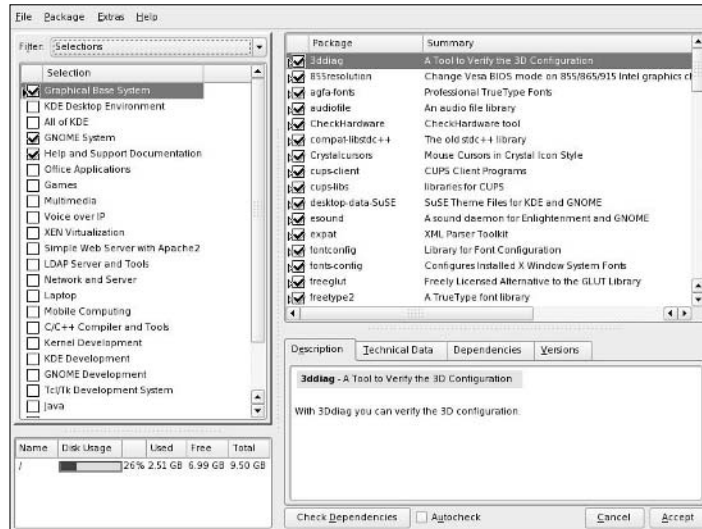 File Package Extras Help
Filter: Selections
Selection
Graphical Base System
KDE Desktop Environment
All of KDE
GNOME System
Help and Support Documentation
Office Applications
Games
Multimedia
Voice over IP
XEN Virtualization
Simple Web Server with Apache2
LDAP Server and Tools
Network and Server
Laptop
Mobile Computing
C/C++ Compiler and Tools
Kernel Development
KDE Development
GNOME Development
Tcl/Tk Development System
Java
Name Disk Usage Used Free Total
/ 26% 2.51 GB 6.99 GB 9.50 GB
Package Summary
3ddiag A Tool to Verify the 3D Configuration
855resolution Change Vesa BIOS mode on 855/865/915 Intel graphics
agfa-fonts Professional TrueType Fonts
audiofile An audio file library
CheckHardware CheckHardware tool
compat-libstdc++ The old stdc++ library
Crystalcursors Mouse Cursors in Crystal Icon Style
cups-client CUPS Client Programs
cups-libs libraries for CUPS
desktop-data-SuSE SuSE Theme Files for KDE and GNOME
esound A sound daemon for Enlightenment and GNOME
expat XML Parser Toolkit
fontconfig Library for Font Configuration
fonts-config Configures Installed X Window System Fonts
freeglut Freely Licensed Alternative to the GLUT Library
freetype2 A TrueType font library
Description Technical Data Dependencies Versions
3ddiag - A Tool to Verify the 3D Configuration
With 3Ddiag you can verify the 3D configuration.
Check Dependencies Autocheck Cancel Accept